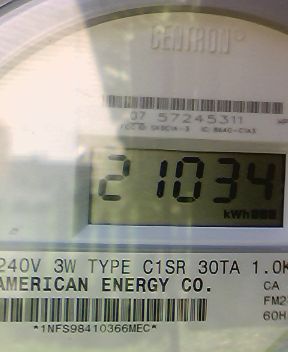 CENTRON
07 57245311
21034
kWh
240V 3W TYPE C1SR 30TA 1.0K
AMERICAN ENERGY CO.
CA
FM2
60H
*1NFS98410366MEC*